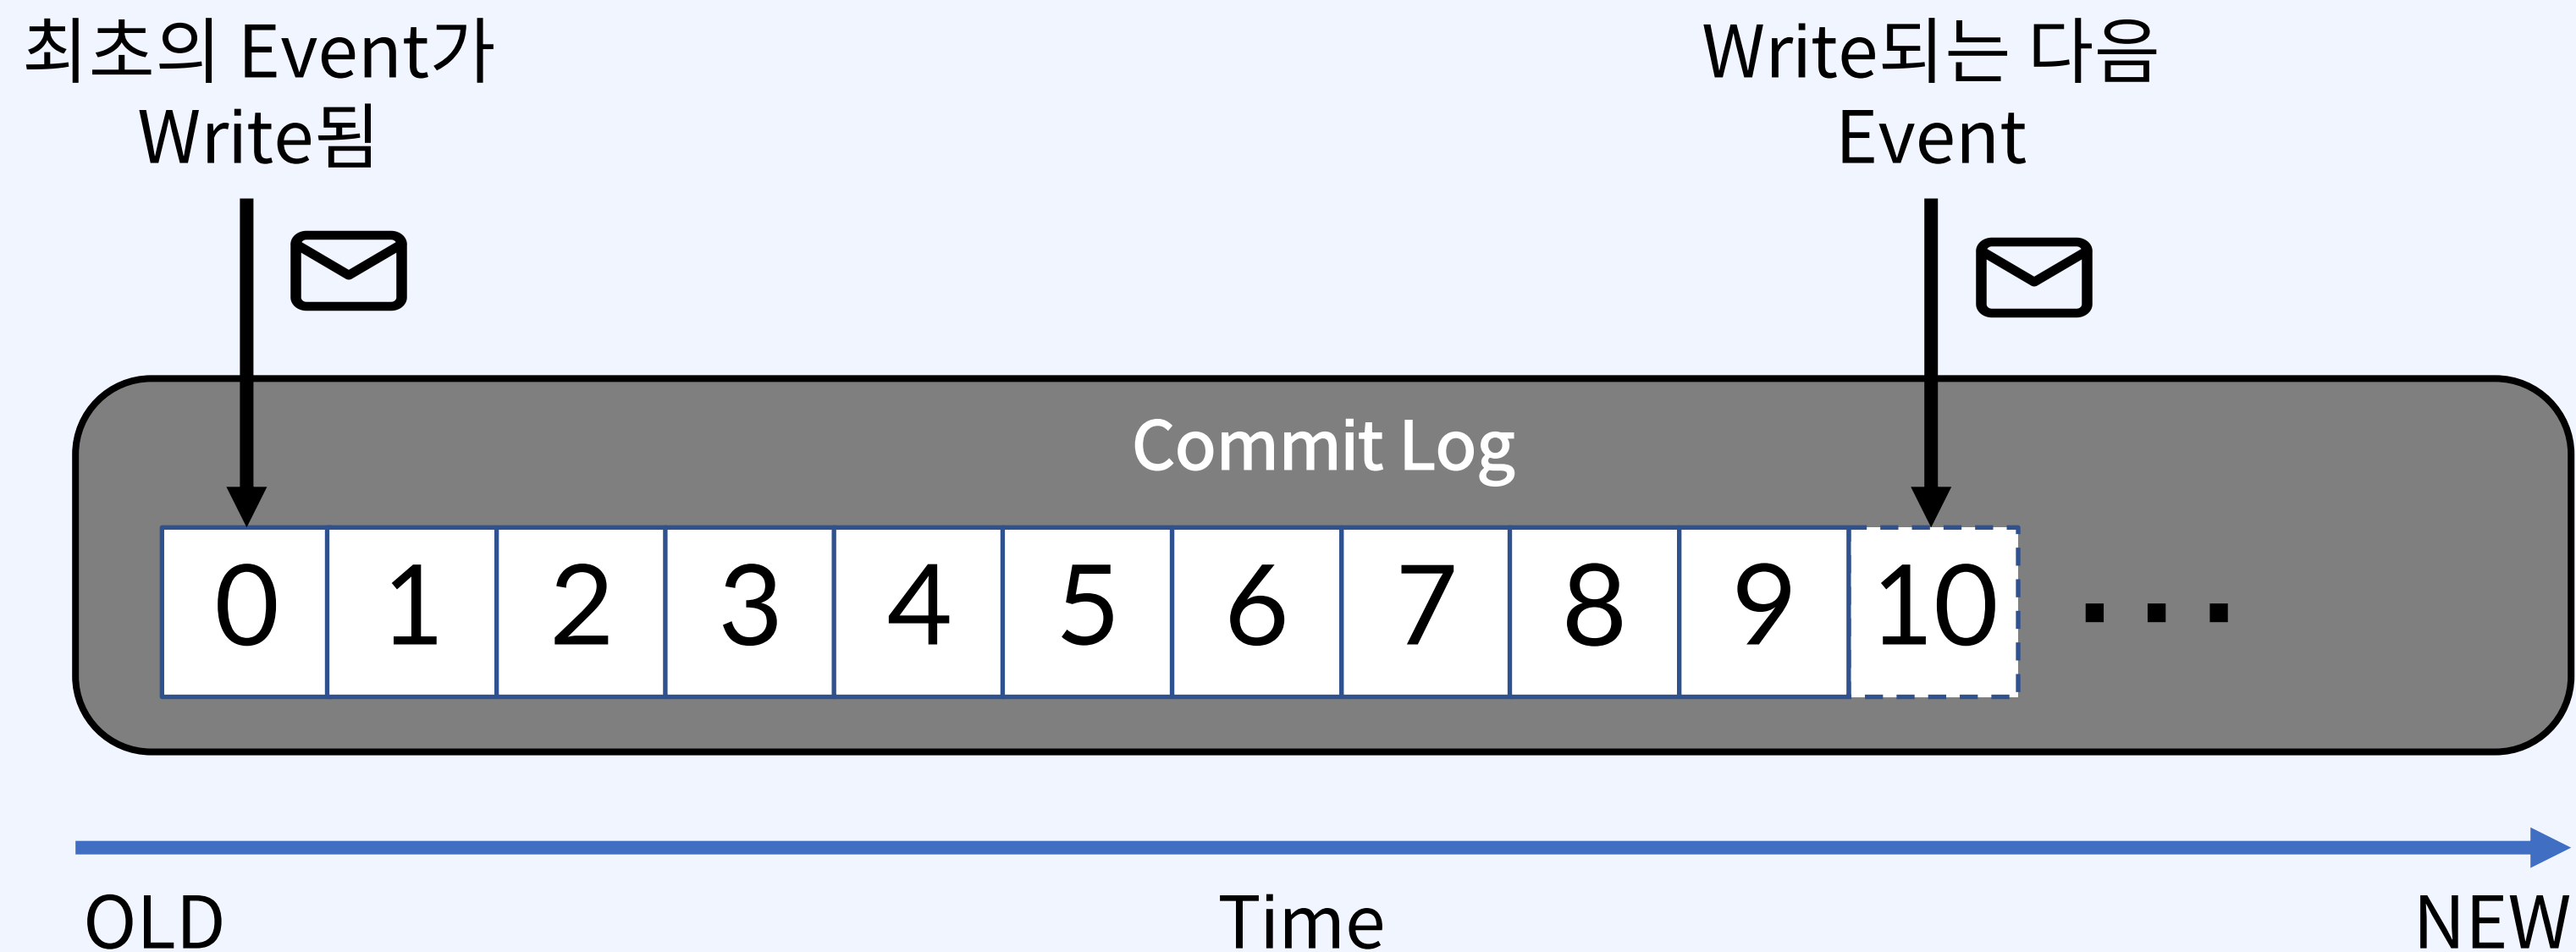 최초의 Event가
Write됨
Write되는 다음
Event
Commit Log
0 1 2 3 4 5 6 7 8 9 10 ...
OLD Time NEW